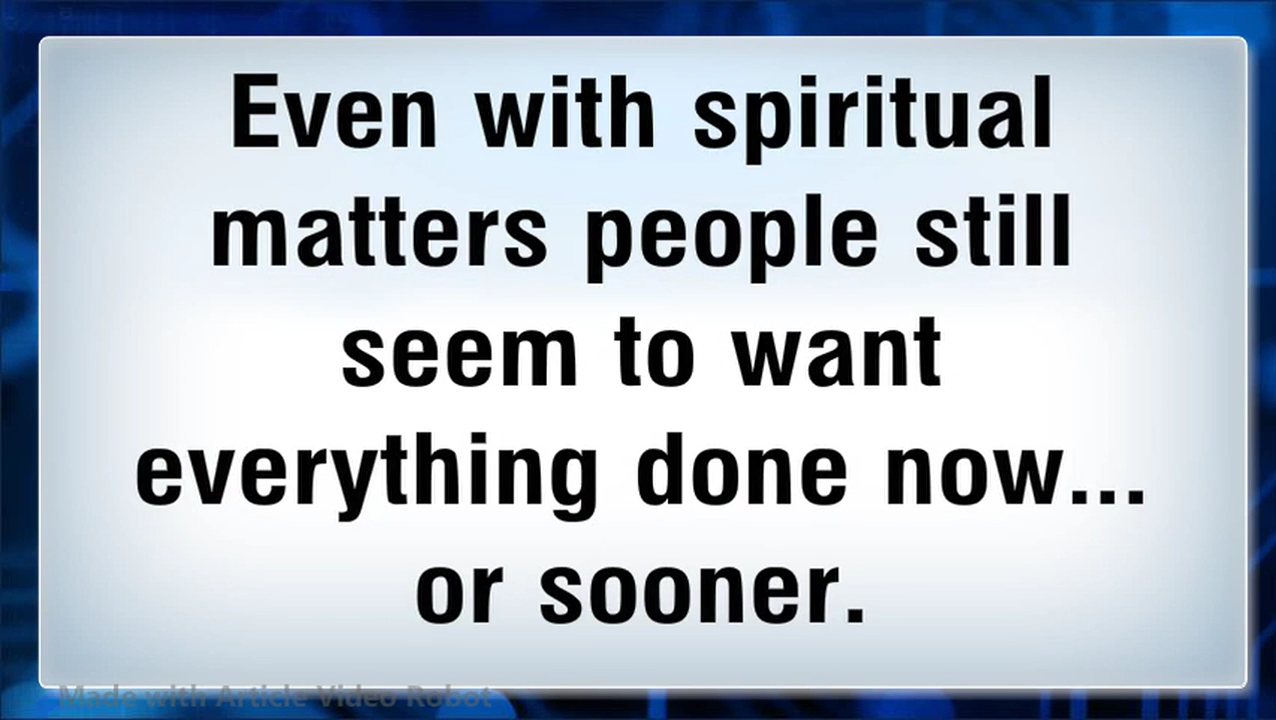 Even with spiritual
matters people still
seem to want
everything done now...
or sooner.
Made with Article Video Robot